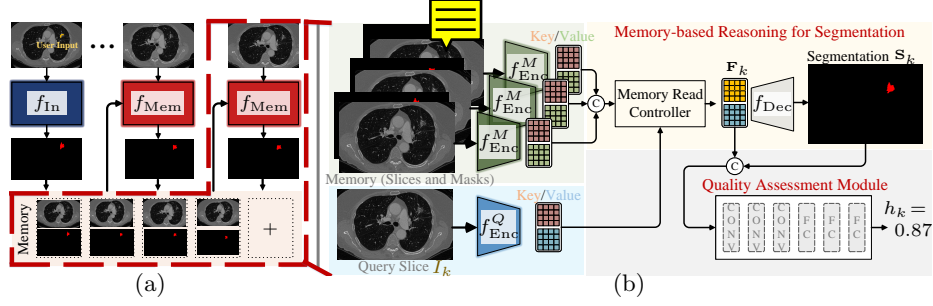 User-Input
f_In
f_Mem
f_Mem
Memory
+
(a)
Key/Value
f^M_Enc
f^M_Enc
f^M_Enc
C
Memory (Slices and Masks)
Memory Read
Controller
Key/Value
f^Q_Enc
Query Slice I_k
Memory-based Reasoning for Segmentation
F_k
f_Dec
Segmentation S_k
C
Quality Assessment Module
CONV
CONV
CONV
FC
FC
FC
h_k =
0.87
(b)